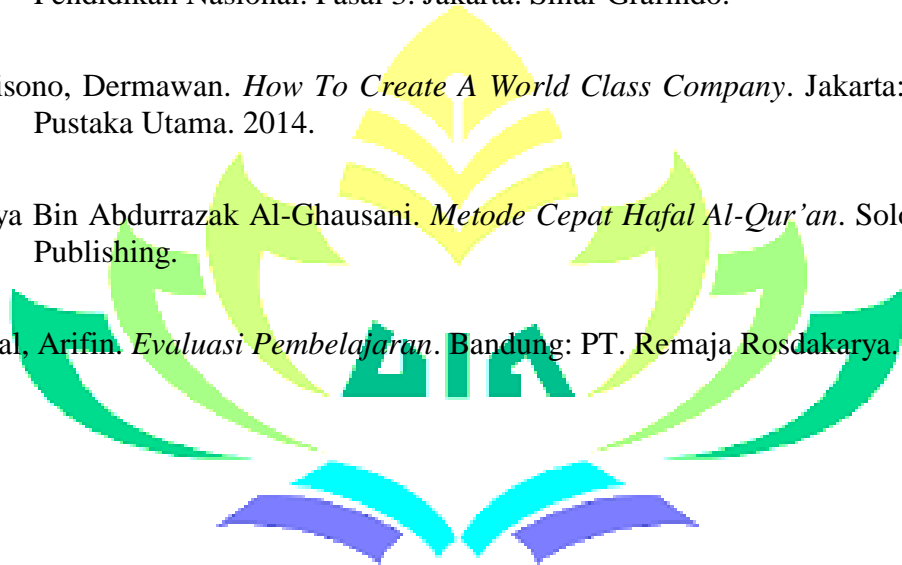 Pendidikan Nasional. Pasal 3. Jakarta. Sinar Grafindo.
isono, Dermawan. How To Create A World Class Company. Jakarta:
Pustaka Utama. 2014.
ya Bin Abdurrazak Al-Ghausani. Metode Cepat Hafal Al-Qur’an. Solo
Publishing.
al, Arifin. Evaluasi Pembelajaran. Bandung: PT. Remaja Rosdakarya.